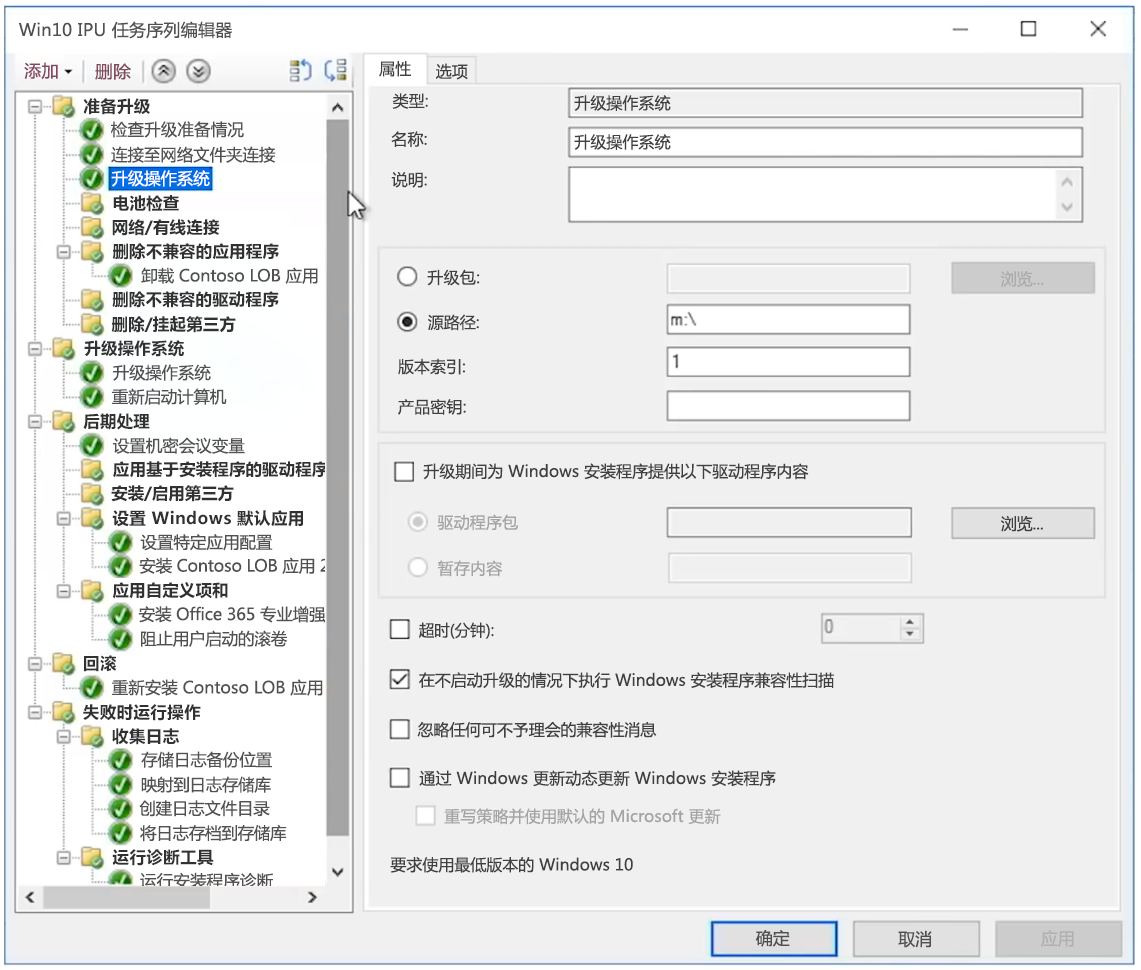 Win10 IPU 任务序列编辑器
添加 删除
属性 选项
准备升级
检查升级准备情况
连接至网络文件夹连接
升级操作系统
电池检查
网络/有线连接
删除不兼容的应用程序
卸载 Contoso LOB 应用
删除不兼容的驱动程序
删除/挂起第三方
升级操作系统
升级操作系统
重新启动计算机
后期处理
设置机密会议变量
应用基于安装程序的驱动程序
安装/启用第三方
设置 Windows 默认应用
设置特定应用配置
安装 Contoso LOB 应用 2
应用自定义项和
安装 Office 365 专业增强
阻止用户启动的滚卷
回滚
重新安装 Contoso LOB 应用
失败时运行操作
收集日志
存储日志备份位置
映射到日志存储库
创建日志文件目录
将日志存档到存储库
运行诊断工具
运行安装程序诊断
类型: 升级操作系统
名称: 升级操作系统
说明:
升级包: 浏览...
源路径: m:\
版本索引: 1
产品密钥:
升级期间为 Windows 安装程序提供以下驱动程序内容
驱动程序包 浏览...
暂存内容
超时(分钟): 0
在不启动升级的情况下执行 Windows 安装程序兼容性扫描
忽略任何可不予理会的兼容性消息
通过 Windows 更新动态更新 Windows 安装程序
重写策略并使用默认的 Microsoft 更新
要求使用最低版本的 Windows 10
确定 取消 应用